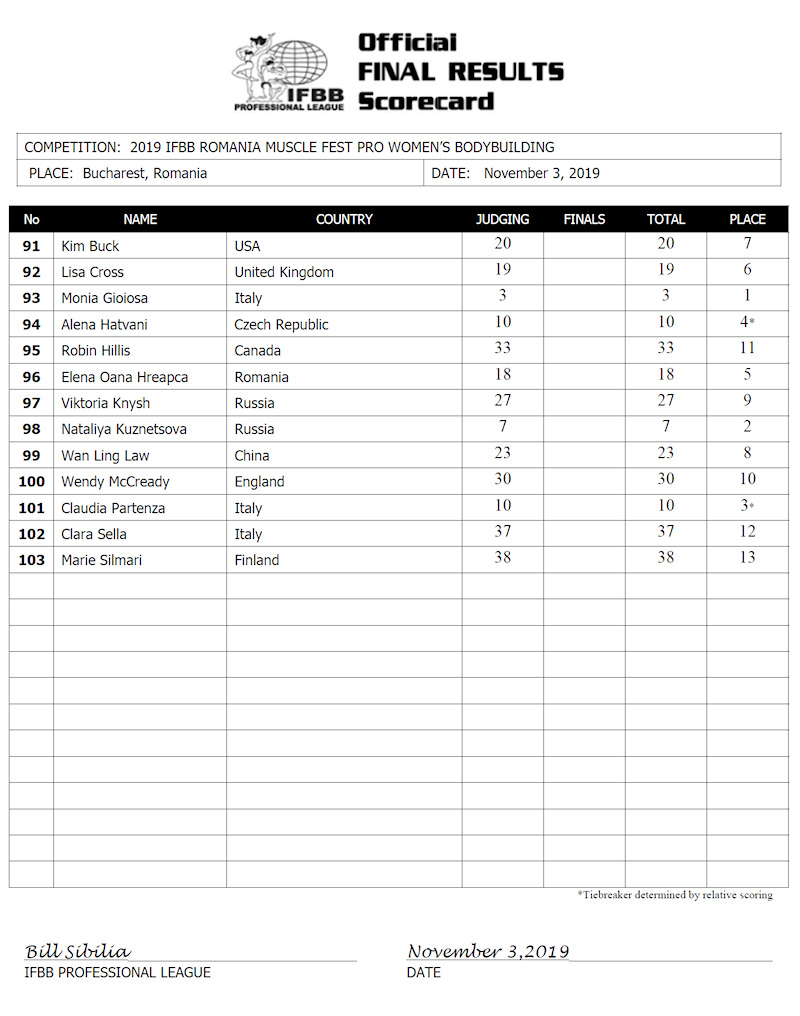 Official
FINAL RESULTS
Scorecard
IFBB
PROFESSIONAL LEAGUE
COMPETITION: 2019 IFBB ROMANIA MUSCLE FEST PRO WOMEN'S BODYBUILDING
PLACE: Bucharest, Romania DATE: November 3, 2019
No NAME COUNTRY JUDGING FINALS TOTAL PLACE
91 Kim Buck USA 20 20 7
92 Lisa Cross United Kingdom 19 19 6
93 Monia Gioiosa Italy 3 3 1
94 Alena Hatvani Czech Republic 10 10 4*
95 Robin Hillis Canada 33 33 11
96 Elena Oana Hreapca Romania 18 18 5
97 Viktoria Knysh Russia 27 27 9
98 Nataliya Kuznetsova Russia 7 7 2
99 Wan Ling Law China 23 23 8
100 Wendy McCready England 30 30 10
101 Claudia Partenza Italy 10 10 3*
102 Clara Sella Italy 37 37 12
103 Marie Silmari Finland 38 38 13
*Tiebreaker determined by relative scoring
Bill Sibilia November 3,2019
IFBB PROFESSIONAL LEAGUE DATE